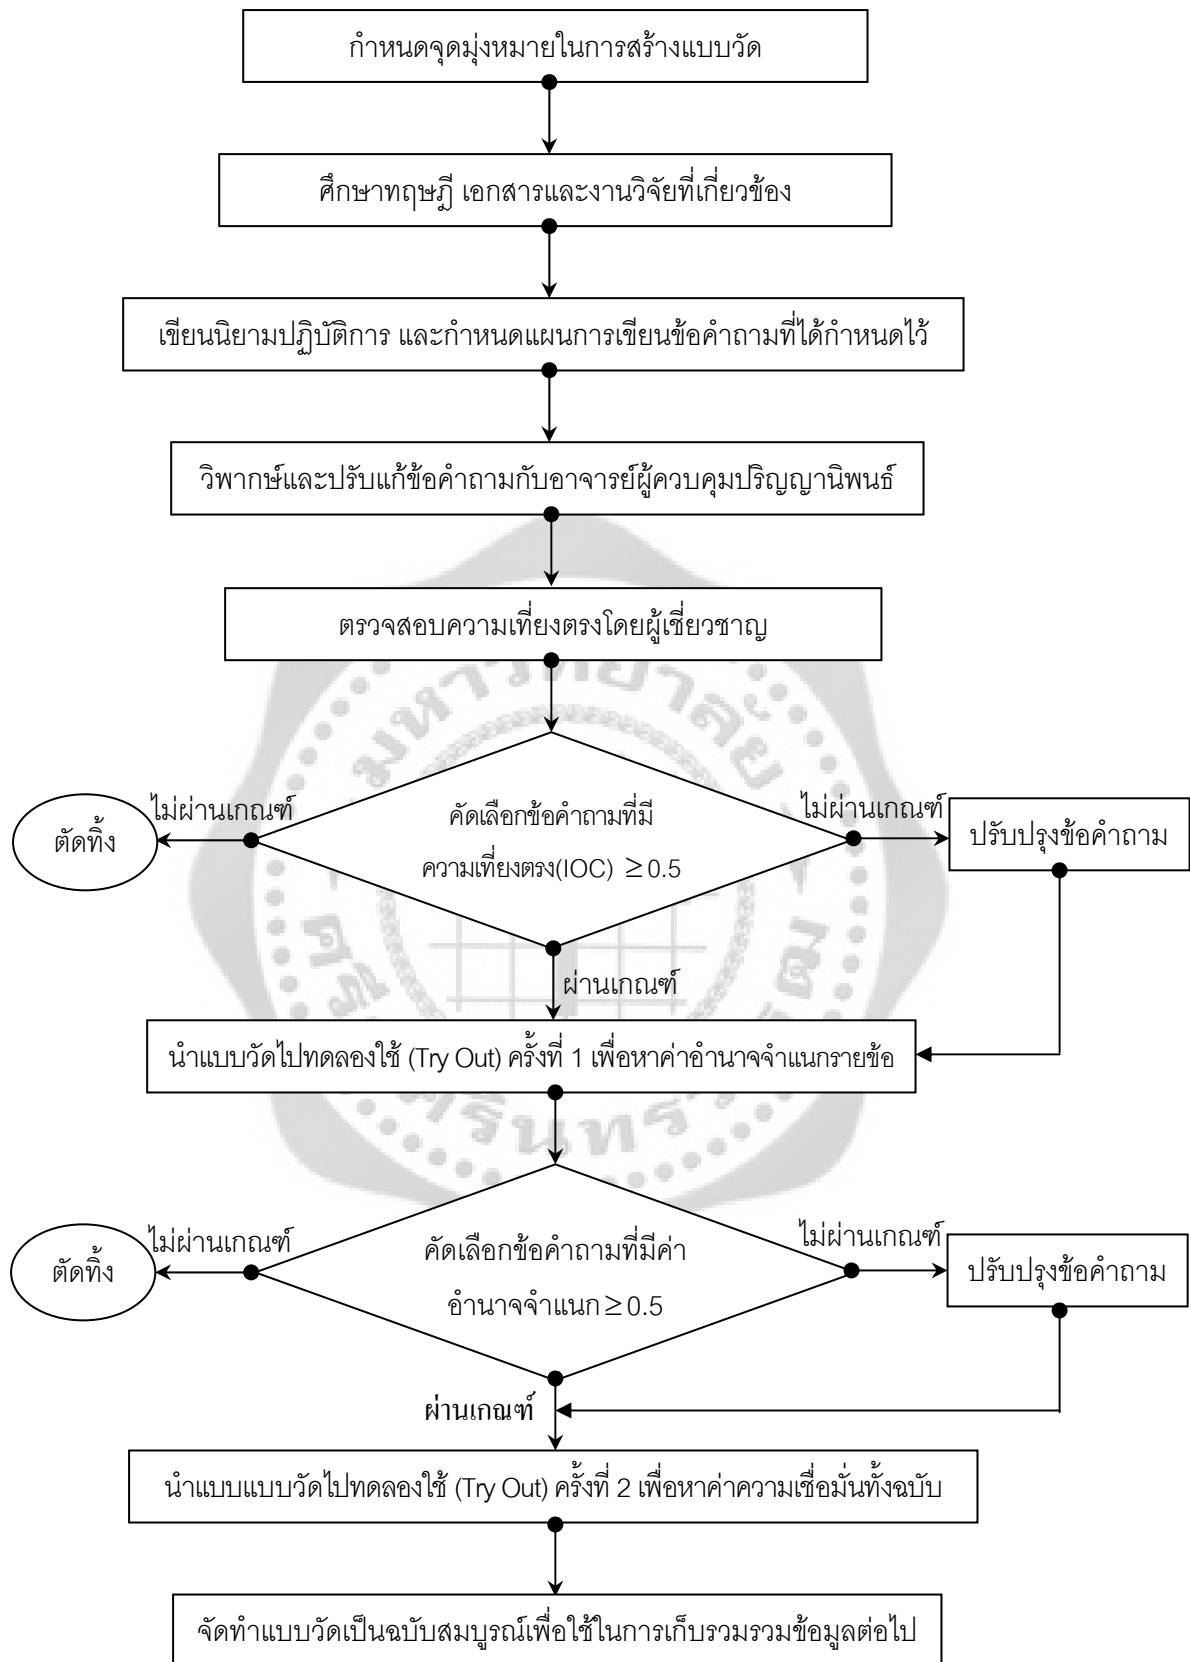 กำหนดจุดมุ่งหมายในการสร้างแบบวัด
ศึกษาทฤษฎี เอกสารและงานวิจัยที่เกี่ยวข้อง
เขียนนิยามปฏิบัติการ และกำหนดแผนการเขียนข้อคำถามที่ได้กำหนดไว้
วิพากษ์และปรับแก้ข้อคำถามกับอาจารย์ผู้ควบคุมปริญญานิพนธ์
ตรวจสอบความเที่ยงตรงโดยผู้เชี่ยวชาญ
มหาวิทยาลัย
ไม่ผ่านเกณฑ์
ตัดทิ้ง
คัดเลือกข้อคำถามที่มี
ความเที่ยงตรง(IOC) ≥0.5
ไม่ผ่านเกณฑ์
ปรับปรุงข้อคำถาม
ผ่านเกณฑ์
นำแบบวัดไปทดลองใช้ (Try Out) ครั้งที่ 1 เพื่อหาค่าอำนาจจำแนกรายข้อ
ไม่ผ่านเกณฑ์
ตัดทิ้ง
คัดเลือกข้อคำถามที่มีค่า
อำนาจจำแนก≥0.5
ไม่ผ่านเกณฑ์
ปรับปรุงข้อคำถาม
ผ่านเกณฑ์
นำแบบแบบวัดไปทดลองใช้ (Try Out) ครั้งที่ 2 เพื่อหาค่าความเชื่อมั่นทั้งฉบับ
จัดทำแบบวัดเป็นฉบับสมบูรณ์เพื่อใช้ในการเก็บรวมรวมข้อมูลต่อไป